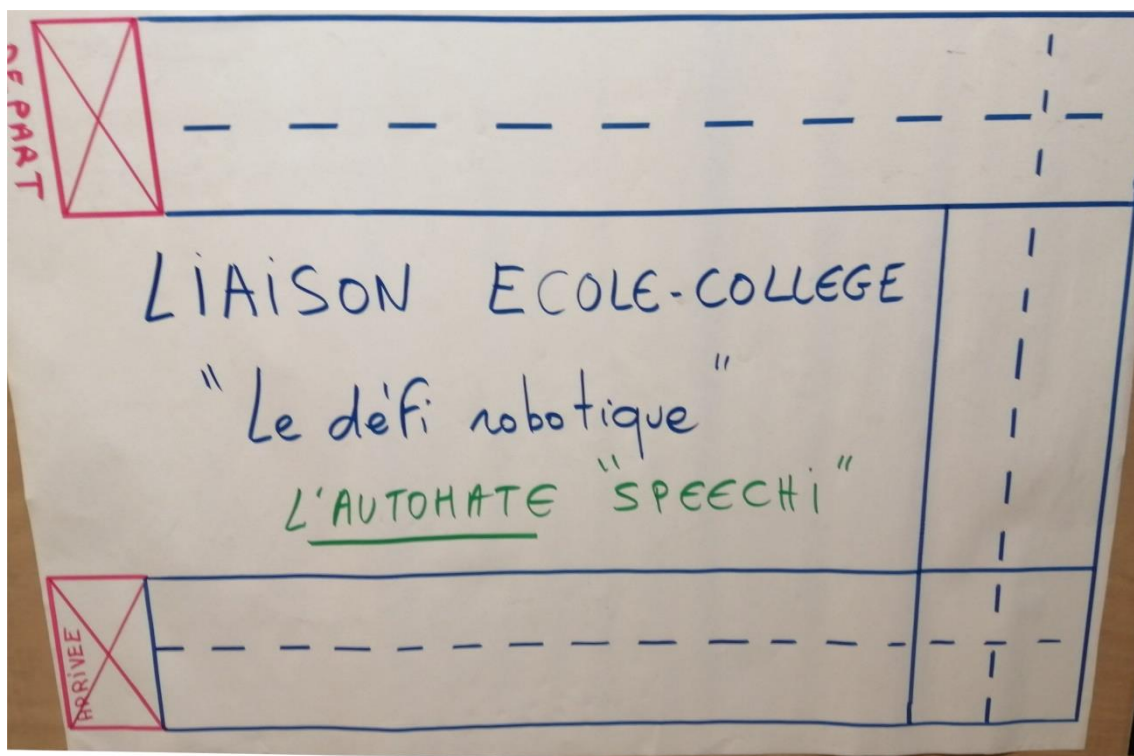 DEPART
LIAISON ECOLE-COLLEGE
"Le défi robotique"
L'AUTOMATE "SPEECHI"
ARRIVEE